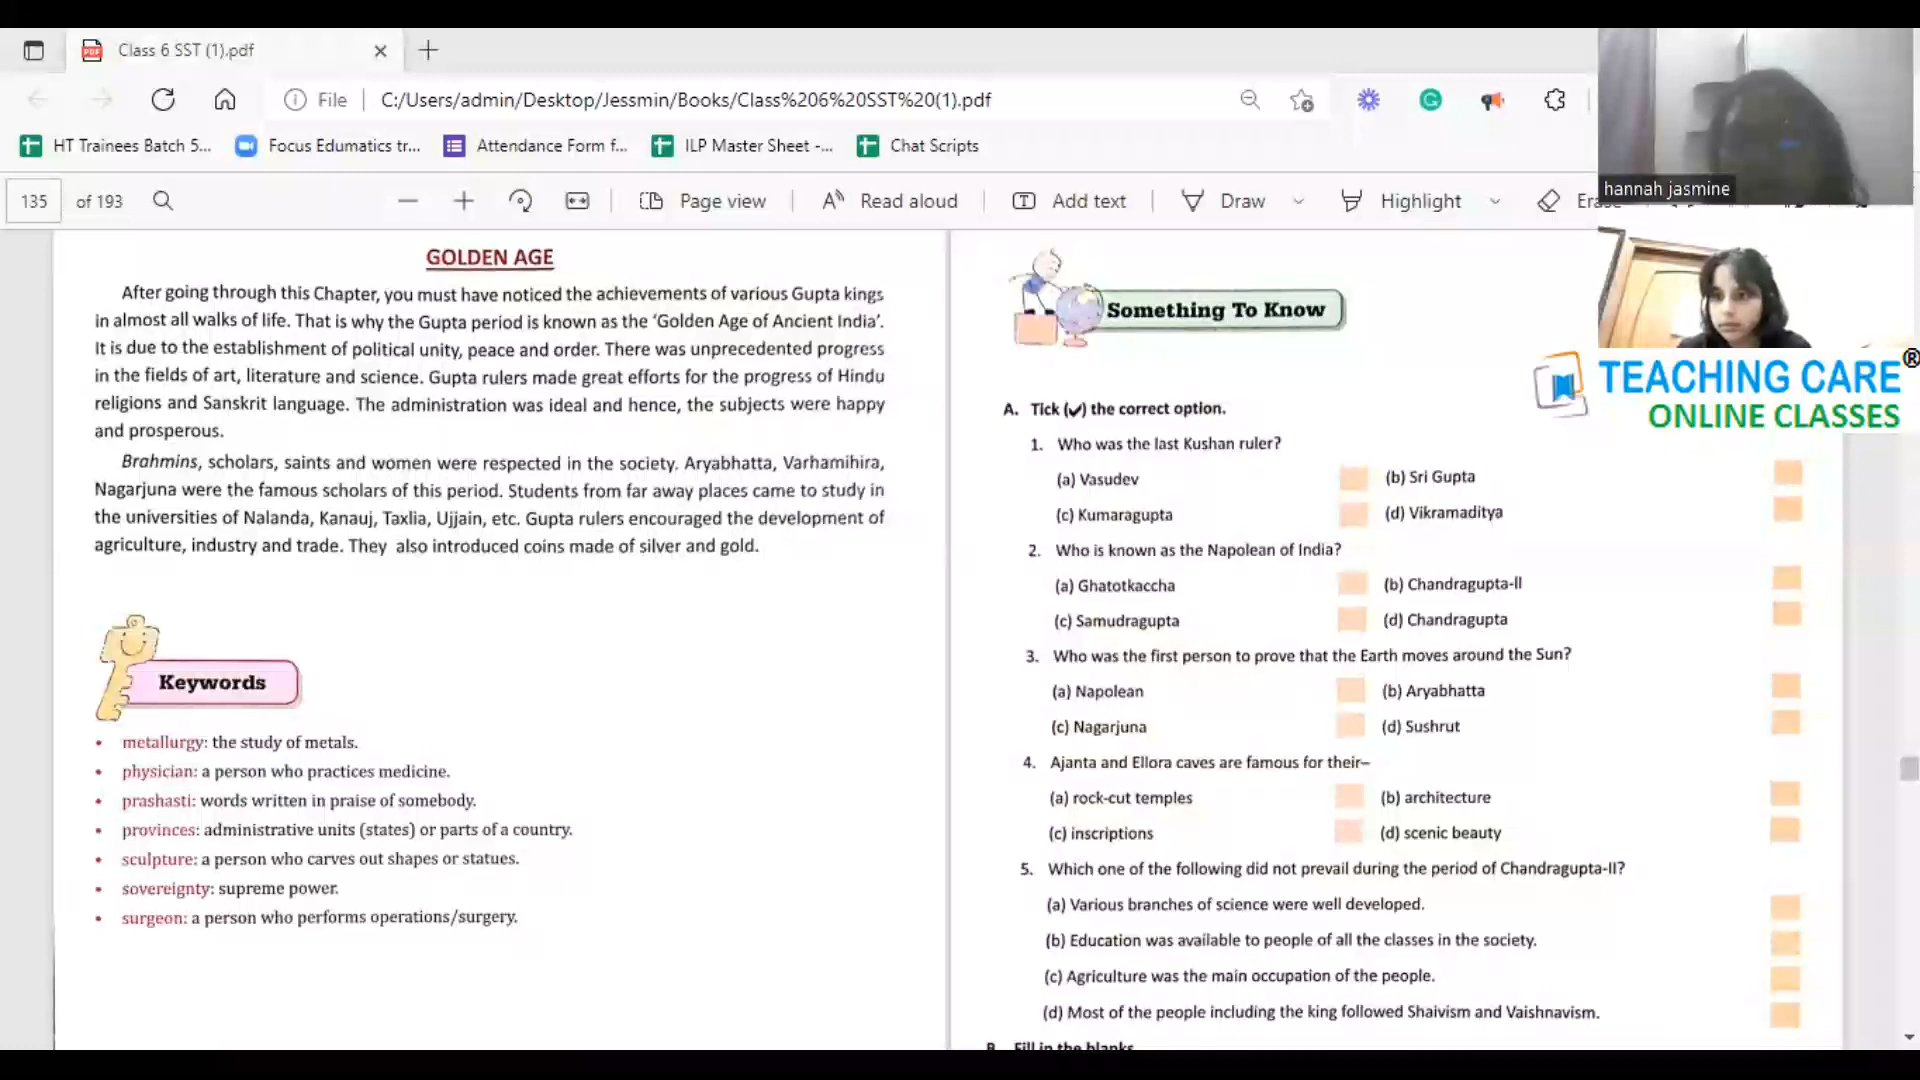 Class 6 SST (1).pdf
File
C:/Users/admin/Desktop/Jessmin/Books/Class%206%20SST%20(1).pdf
HT Trainees Batch 5...
Focus Edumatics tr...
Attendance Form f...
ILP Master Sheet -...
Chat Scripts
hannah jasmine
135 of 193
Page view
Read aloud
Add text
Draw
Highlight
Erase
GOLDEN AGE
After going through this Chapter, you must have noticed the achievements of various Gupta kings
in almost all walks of life. That is why the Gupta period is known as the ‘Golden Age of Ancient India’.
It is due to the establishment of political unity, peace and order. There was unprecedented progress
in the fields of art, literature and science. Gupta rulers made great efforts for the progress of Hindu
religions and Sanskrit language. The administration was ideal and hence, the subjects were happy
and prosperous.
Brahmins, scholars, saints and women were respected in the society. Aryabhatta, Varhamihira,
Nagarjuna were the famous scholars of this period. Students from far away places came to study in
the universities of Nalanda, Kanauj, Taxlia, Ujjain, etc. Gupta rulers encouraged the development of
agriculture, industry and trade. They also introduced coins made of silver and gold.
Keywords
• metallurgy: the study of metals.
• physician: a person who practices medicine.
• prashasti: words written in praise of somebody.
• provinces: administrative units (states) or parts of a country.
• sculpture: a person who carves out shapes or statues.
• sovereignty: supreme power.
• surgeon: a person who performs operations/surgery.
Something To Know
TEACHING CARE®
ONLINE CLASSES
A. Tick (✔) the correct option.
1. Who was the last Kushan ruler?
(a) Vasudev (b) Sri Gupta
(c) Kumaragupta (d) Vikramaditya
2. Who is known as the Napolean of India?
(a) Ghatotkaccha (b) Chandragupta-II
(c) Samudragupta (d) Chandragupta
3. Who was the first person to prove that the Earth moves around the Sun?
(a) Napolean (b) Aryabhatta
(c) Nagarjuna (d) Sushrut
4. Ajanta and Ellora caves are famous for their–
(a) rock-cut temples (b) architecture
(c) inscriptions (d) scenic beauty
5. Which one of the following did not prevail during the period of Chandragupta-II?
(a) Various branches of science were well developed.
(b) Education was available to people of all the classes in the society.
(c) Agriculture was the main occupation of the people.
(d) Most of the people including the king followed Shaivism and Vaishnavism.
B. Fill in the blanks